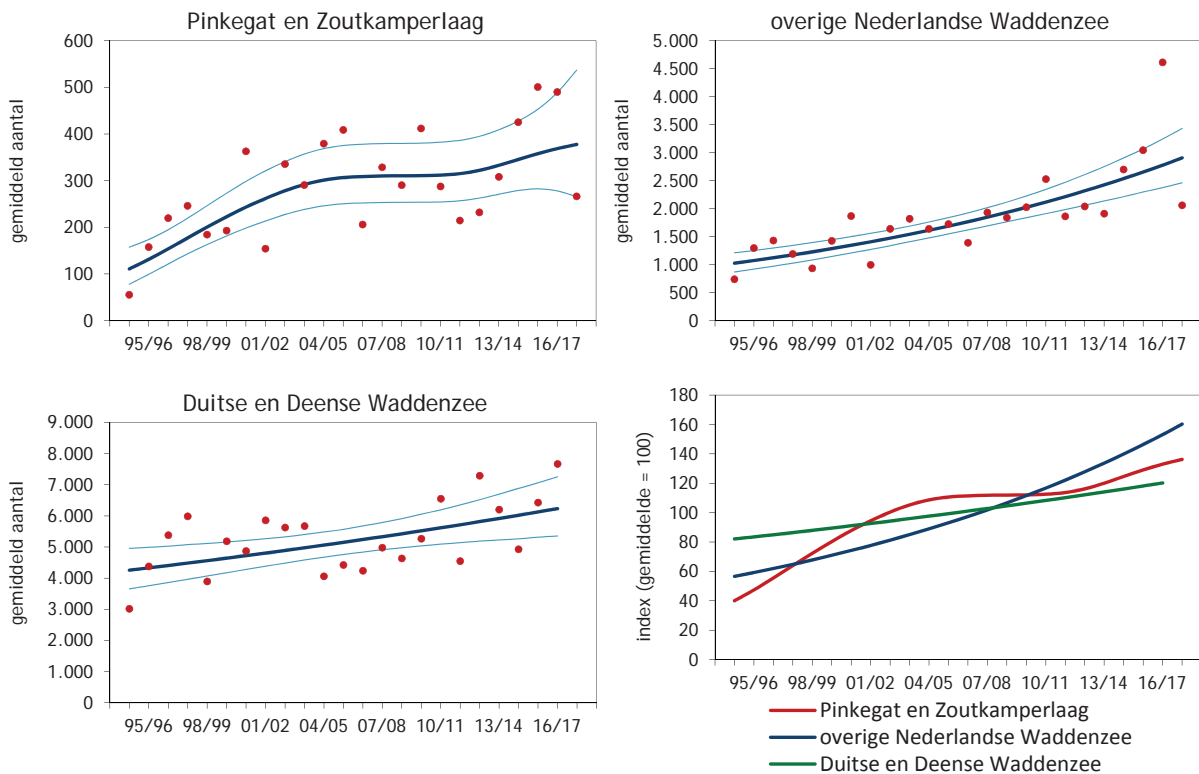 Pinkegat en Zoutkamperlaag
600
500
400
300
200
100
0
gemiddeld aantal
95/96 98/99 01/02 04/05 07/08 10/11 13/14 16/17
overige Nederlandse Waddenzee
5.000
4.500
4.000
3.500
3.000
2.500
2.000
1.500
1.000
500
0
gemiddeld aantal
95/96 98/99 01/02 04/05 07/08 10/11 13/14 16/17
Duitse en Deense Waddenzee
9.000
8.000
7.000
6.000
5.000
4.000
3.000
2.000
1.000
0
gemiddeld aantal
95/96 98/99 01/02 04/05 07/08 10/11 13/14 16/17
180
160
140
120
100
80
60
40
20
0
index (gemiddelde = 100)
95/96 98/99 01/02 04/05 07/08 10/11 13/14 16/17
Pinkegat en Zoutkamperlaag
overige Nederlandse Waddenzee
Duitse en Deense Waddenzee